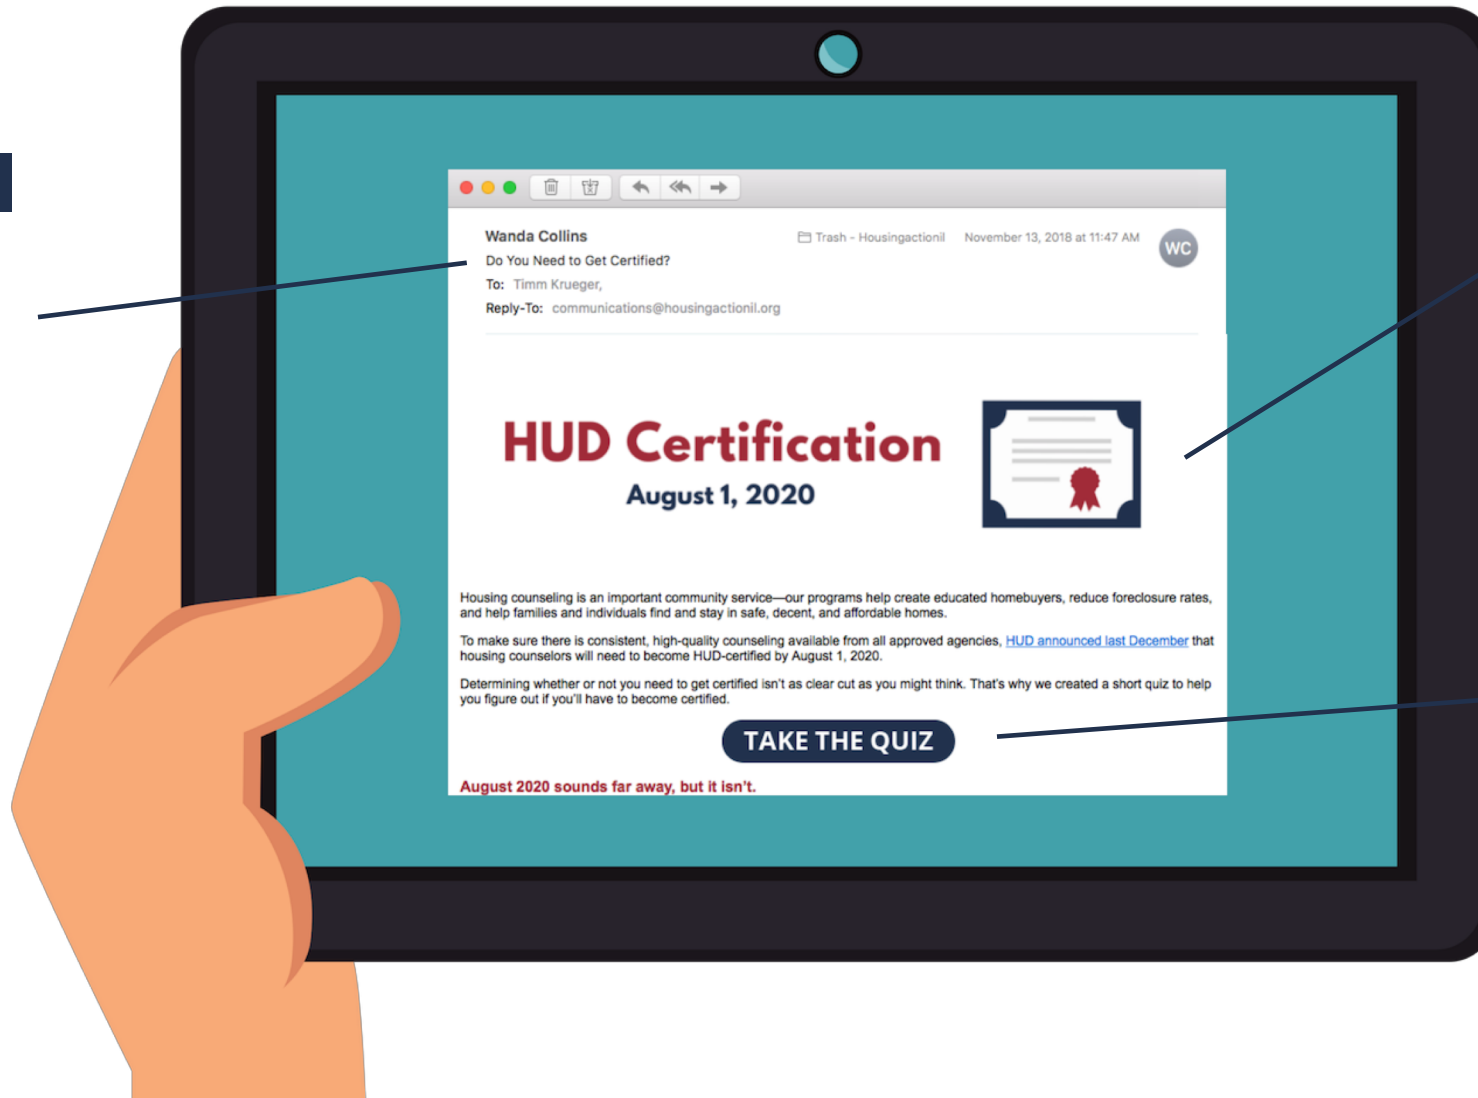 Wanda Collins
Trash - Housingactionil November 13, 2018 at 11:47 AM
WC
Do You Need to Get Certified?
To: Timm Krueger,
Reply-To: communications@housingactionil.org
HUD Certification
August 1, 2020
Housing counseling is an important community service—our programs help create educated homebuyers, reduce foreclosure rates,
and help families and individuals find and stay in safe, decent, and affordable homes.
To make sure there is consistent, high-quality counseling available from all approved agencies, HUD announced last December that
housing counselors will need to become HUD-certified by August 1, 2020.
Determining whether or not you need to get certified isn't as clear cut as you might think. That's why we created a short quiz to help
you figure out if you'll have to become certified.
TAKE THE QUIZ
August 2020 sounds far away, but it isn't.